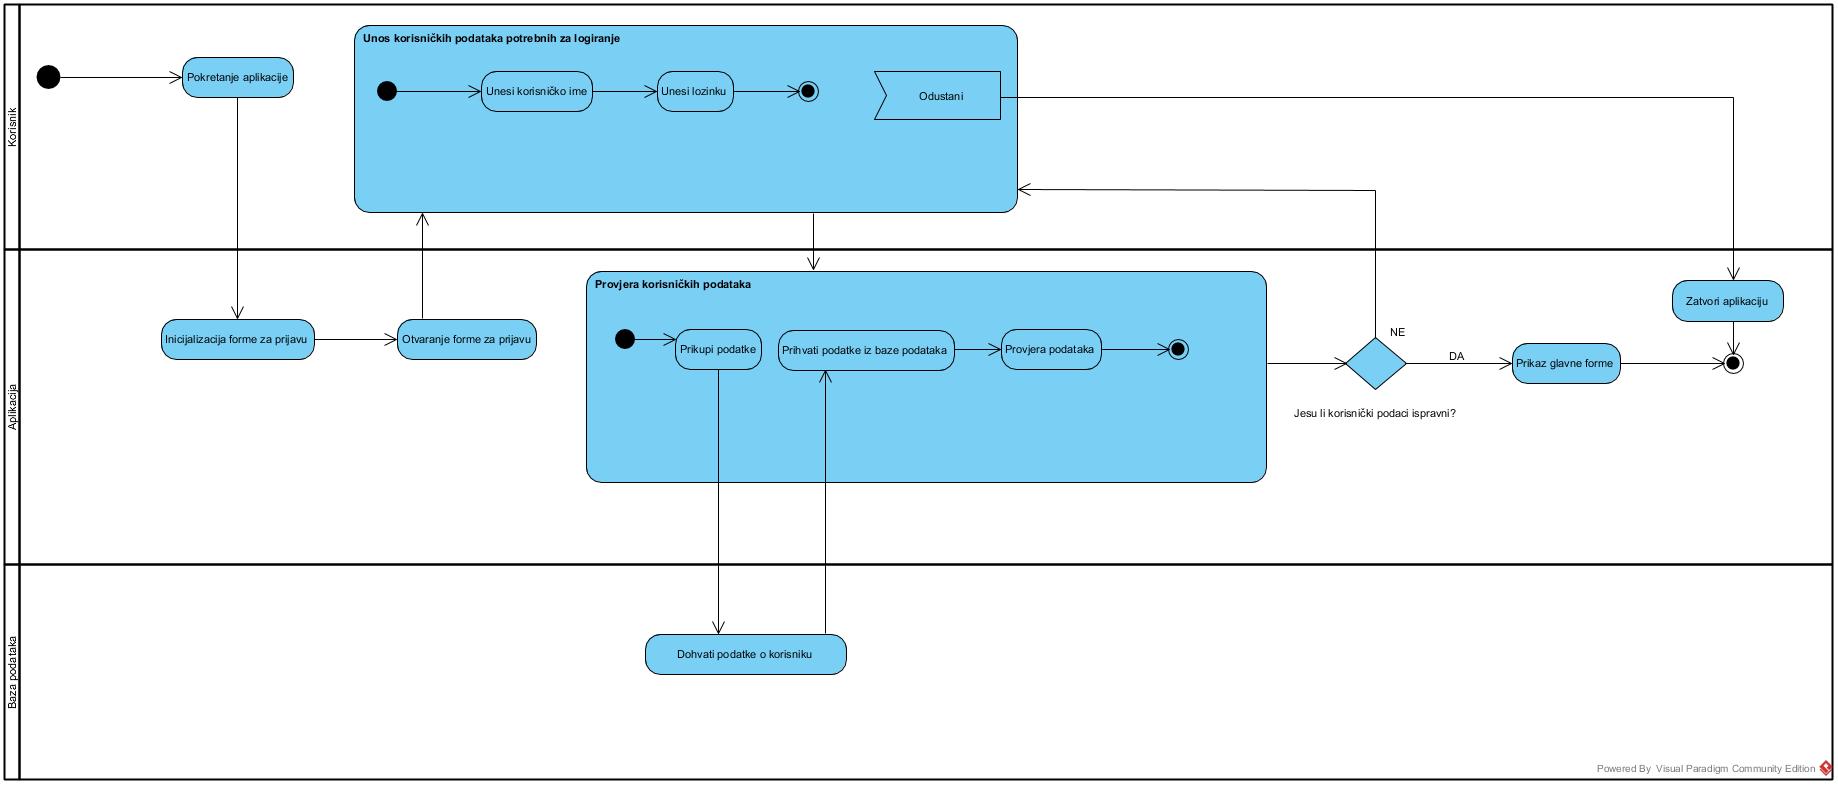 Korisnik
Pokretanje aplikacije
Unos korisničkih podataka potrebnih za logiranje
Unesi korisničko ime
Unesi lozinku
Odustani
Aplikacija
Inicijalizacija forme za prijavu
Otvaranje forme za prijavu
Provjera korisničkih podataka
Prikupi podatke
Prihvati podatke iz baze podataka
Provjera podataka
NE
DA
Jesu li korisnički podaci ispravni?
Prikaz glavne forme
Zatvori aplikaciju
Baza podataka
Dohvati podatke o korisniku
Powered By Visual Paradigm Community Edition